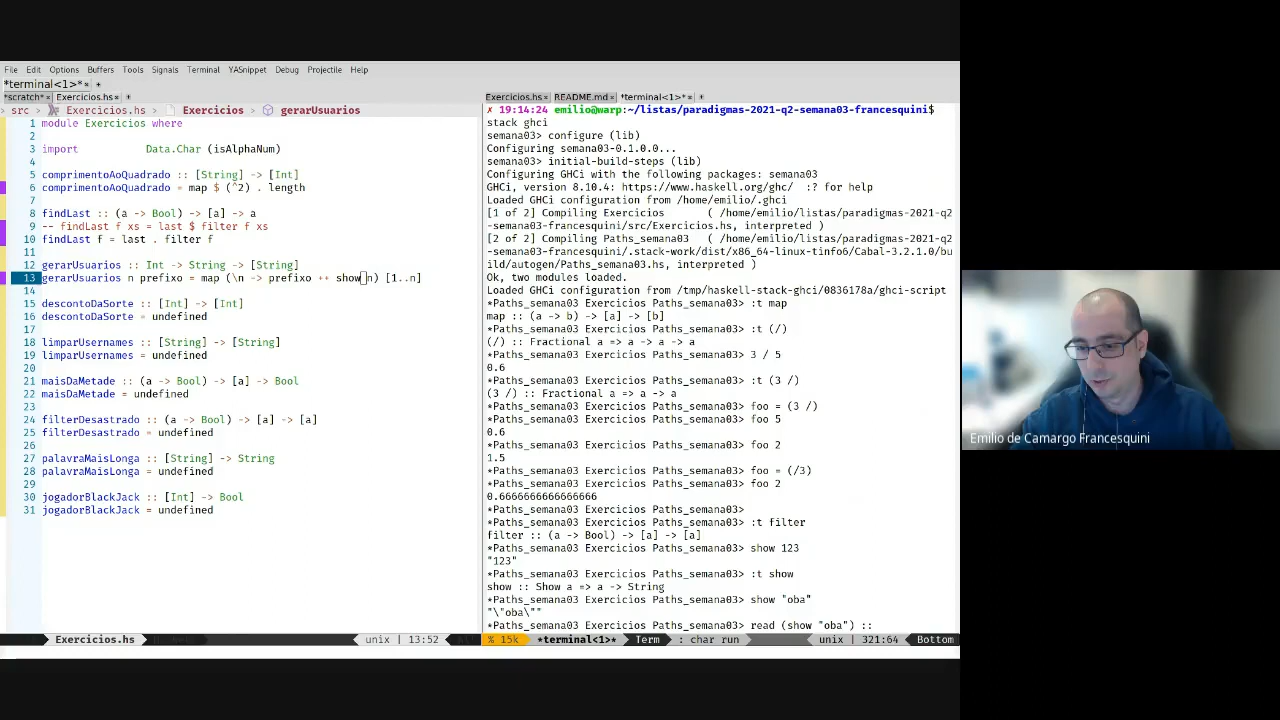 File Edit Options Buffers Tools Signals Terminal YASnippet Debug Projectile Help
*terminal<1>*× +
*scratch*× Exercicios.hs× +
Exercicios.hs× README.md× *terminal<1>*× +
src > Exercicios.hs > Exercicios > gerarUsuarios
1 module Exercicios where
2
3 import Data.Char (isAlphaNum)
4
5 comprimentoAoQuadrado :: [String] -> [Int]
6 comprimentoAoQuadrado = map $ (^2) . length
7
8 findLast :: (a -> Bool) -> [a] -> a
9 -- findLast f xs = last $ filter f xs
10 findLast f = last . filter f
11
12 gerarUsuarios :: Int -> String -> [String]
13 gerarUsuarios n prefixo = map (\n -> prefixo ++ show n) [1..n]
14
15 descontoDaSorte :: [Int] -> [Int]
16 descontoDaSorte = undefined
17
18 limparUsernames :: [String] -> [String]
19 limparUsernames = undefined
20
21 maisDaMetade :: (a -> Bool) -> [a] -> Bool
22 maisDaMetade = undefined
23
24 filterDesastrado :: (a -> Bool) -> [a] -> [a]
25 filterDesastrado = undefined
26
27 palavraMaisLonga :: [String] -> String
28 palavraMaisLonga = undefined
29
30 jogadorBlackJack :: [Int] -> Bool
31 jogadorBlackJack = undefined
Exercicios.hs unix | 13:52
✗ 19:14:24 emilio@warp:~/listas/paradigmas-2021-q2-semana03-francesquini$
stack ghci
semana03> configure (lib)
Configuring semana03-0.1.0.0...
semana03> initial-build-steps (lib)
Configuring GHCi with the following packages: semana03
GHCi, version 8.10.4: https://www.haskell.org/ghc/ :? for help
Loaded GHCi configuration from /home/emilio/.ghci
[1 of 2] Compiling Exercicios ( /home/emilio/listas/paradigmas-2021-q2
-semana03-francesquini/src/Exercicios.hs, interpreted )
[2 of 2] Compiling Paths_semana03 ( /home/emilio/listas/paradigmas-2021-q2
-semana03-francesquini/.stack-work/dist/x86_64-linux-tinfo6/Cabal-3.2.1.0/bu
ild/autogen/Paths_semana03.hs, interpreted )
Ok, two modules loaded.
Loaded GHCi configuration from /tmp/haskell-stack-ghci/0836178a/ghci-script
*Paths_semana03 Exercicios Paths_semana03> :t map
map :: (a -> b) -> [a] -> [b]
*Paths_semana03 Exercicios Paths_semana03> :t (/)
(/) :: Fractional a => a -> a -> a
*Paths_semana03 Exercicios Paths_semana03> 3 / 5
0.6
*Paths_semana03 Exercicios Paths_semana03> :t (3 /)
(3 /) :: Fractional a => a -> a
*Paths_semana03 Exercicios Paths_semana03> foo = (3 /)
*Paths_semana03 Exercicios Paths_semana03> foo 5
0.6
*Paths_semana03 Exercicios Paths_semana03> foo 2
1.5
*Paths_semana03 Exercicios Paths_semana03> foo = (/3)
*Paths_semana03 Exercicios Paths_semana03> foo 2
0.6666666666666666
*Paths_semana03 Exercicios Paths_semana03>
*Paths_semana03 Exercicios Paths_semana03> :t filter
filter :: (a -> Bool) -> [a] -> [a]
*Paths_semana03 Exercicios Paths_semana03> show 123
"123"
*Paths_semana03 Exercicios Paths_semana03> :t show
show :: Show a => a -> String
*Paths_semana03 Exercicios Paths_semana03> show "oba"
"\"oba\""
*Paths_semana03 Exercicios Paths_semana03> read (show "oba") ::
% 15k *terminal<1>* Term : char run unix | 321:64 Bottom
Emilio de Camargo Francesquini